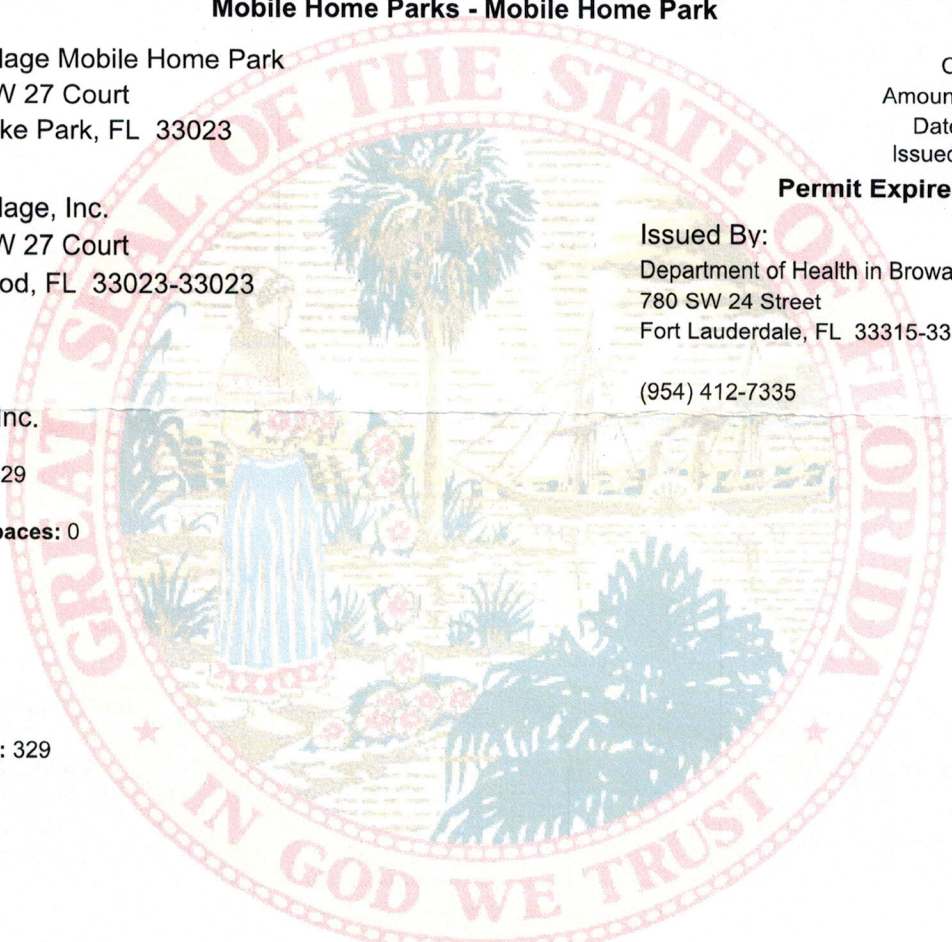 Mobile Home Parks - Mobile Home Park
lage Mobile Home Park
W 27 Court
ke Park, FL 33023
C
Amoun
Date
Issued
Permit Expire
lage, Inc.
W 27 Court
od, FL 33023-33023
Issued By:
Department of Health in Browa
780 SW 24 Street
Fort Lauderdale, FL 33315-33
(954) 412-7335
nc.
29
paces: 0
: 329
GREAT SEAL OF THE STATE OF FLORIDA
IN GOD WE TRUST